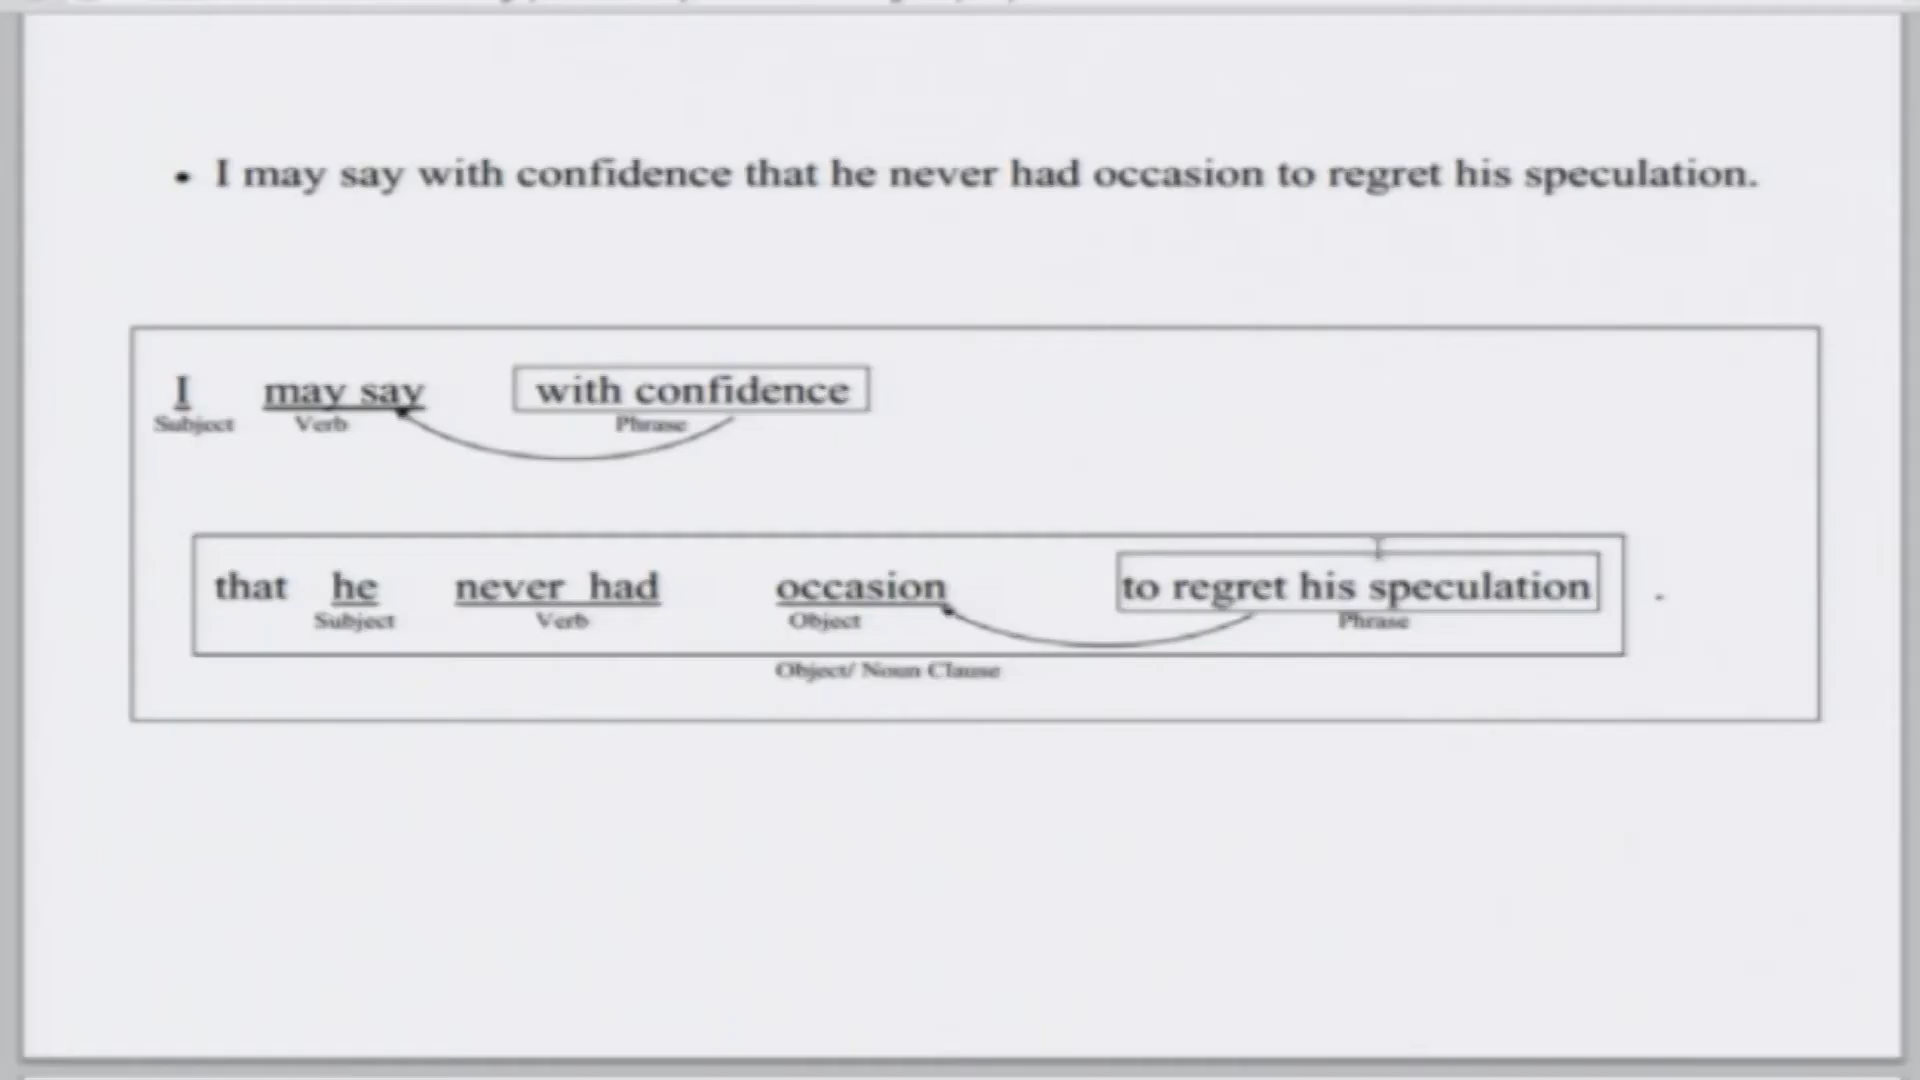 • I may say with confidence that he never had occasion to regret his speculation.
I may say with confidence
Subject Verb Phrase
that he never had occasion to regret his speculation .
Subject Verb Object Phrase
Object/ Noun Clause